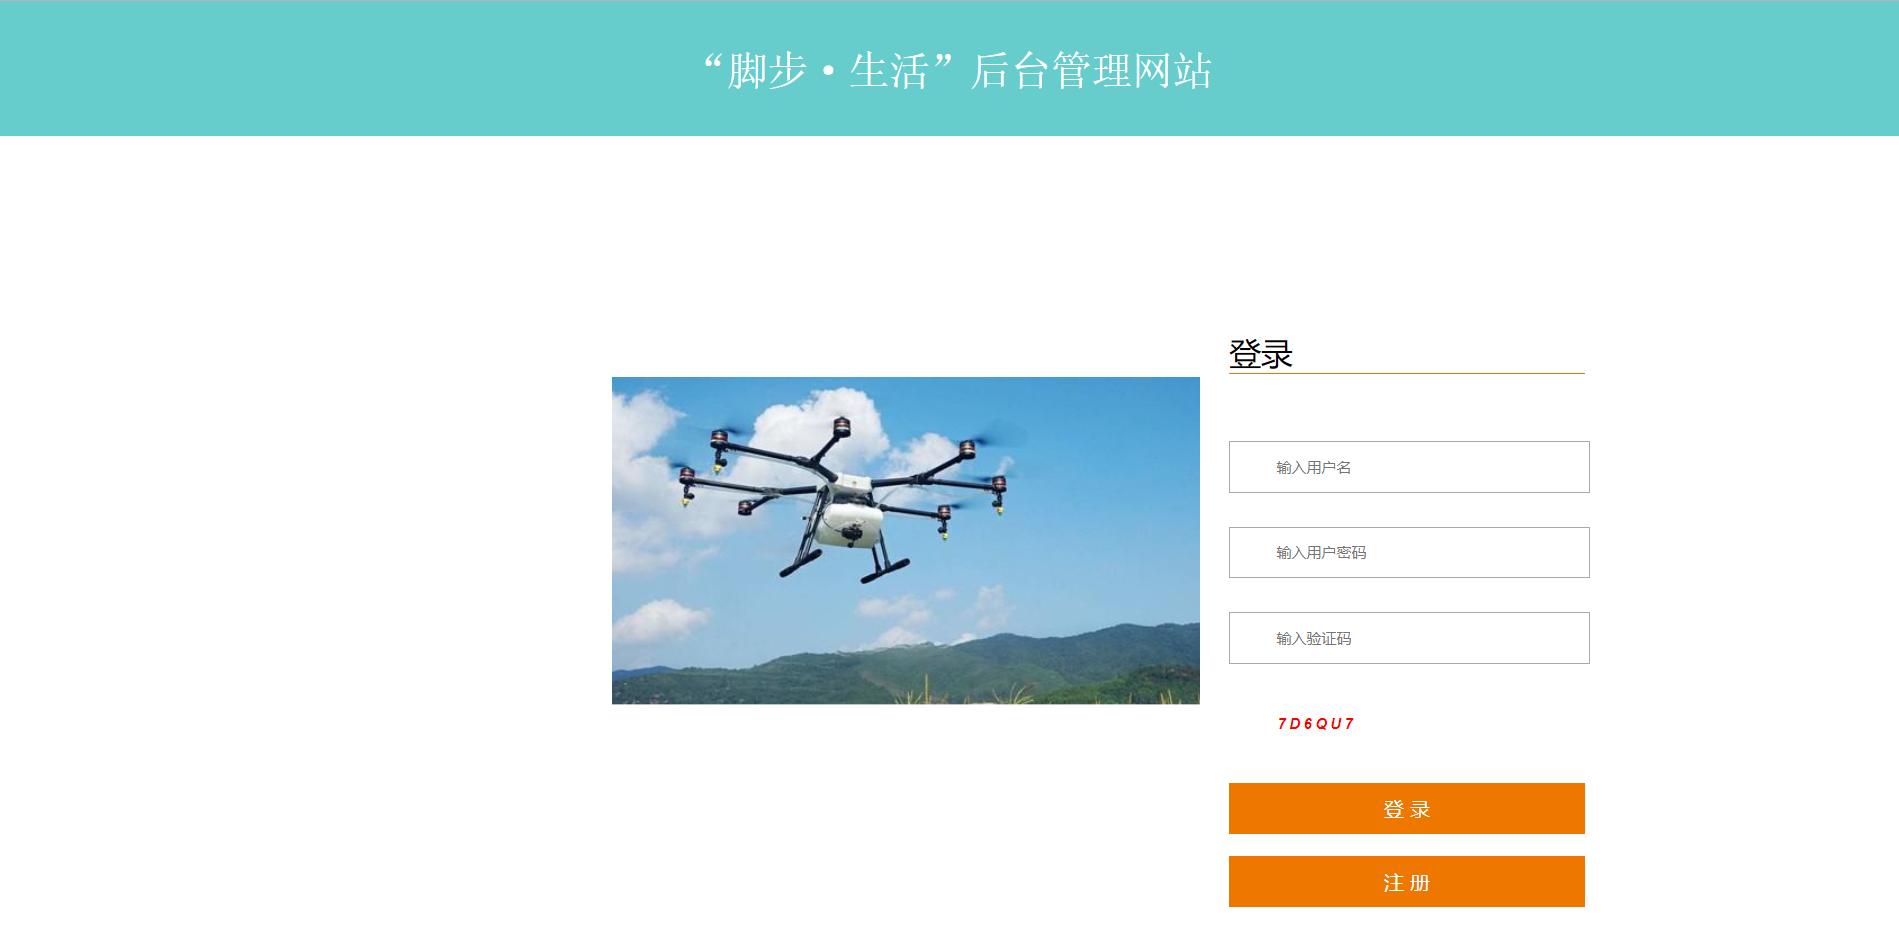 “脚步·生活”后台管理网站
登录
输入用户名
输入用户密码
输入验证码
7D6QU7
登 录
注 册